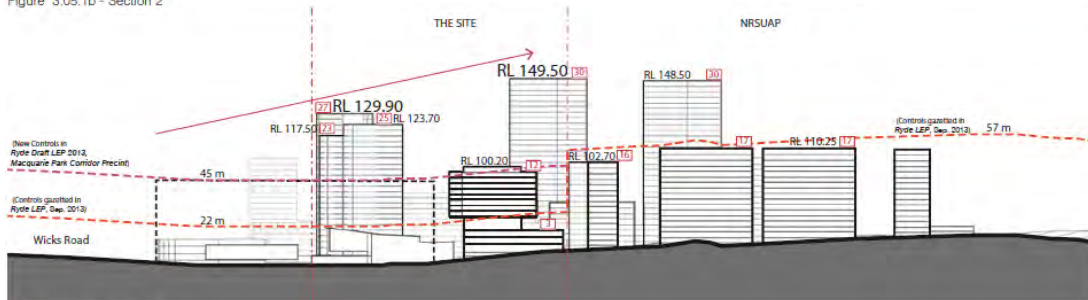 Figure 3.05.1b - Section 2
THE SITE
NRSUAP
RL 149.50 30
RL 148.50 30
27 RL 129.90
25 RL 123.70
RL 117.50 23
(Controls gazetted in
Ryde LEP, Sep. 2013) 57 m
(New Controls in
Ryde Draft LEP 2013,
Macquarie Park Corridor Precint)
RL 100.20 12
RL 102.70 16
17
RL 110.25 17
45 m
(Controls gazetted in
Ryde LEP, Sep. 2013)
22 m
3
Wicks Road